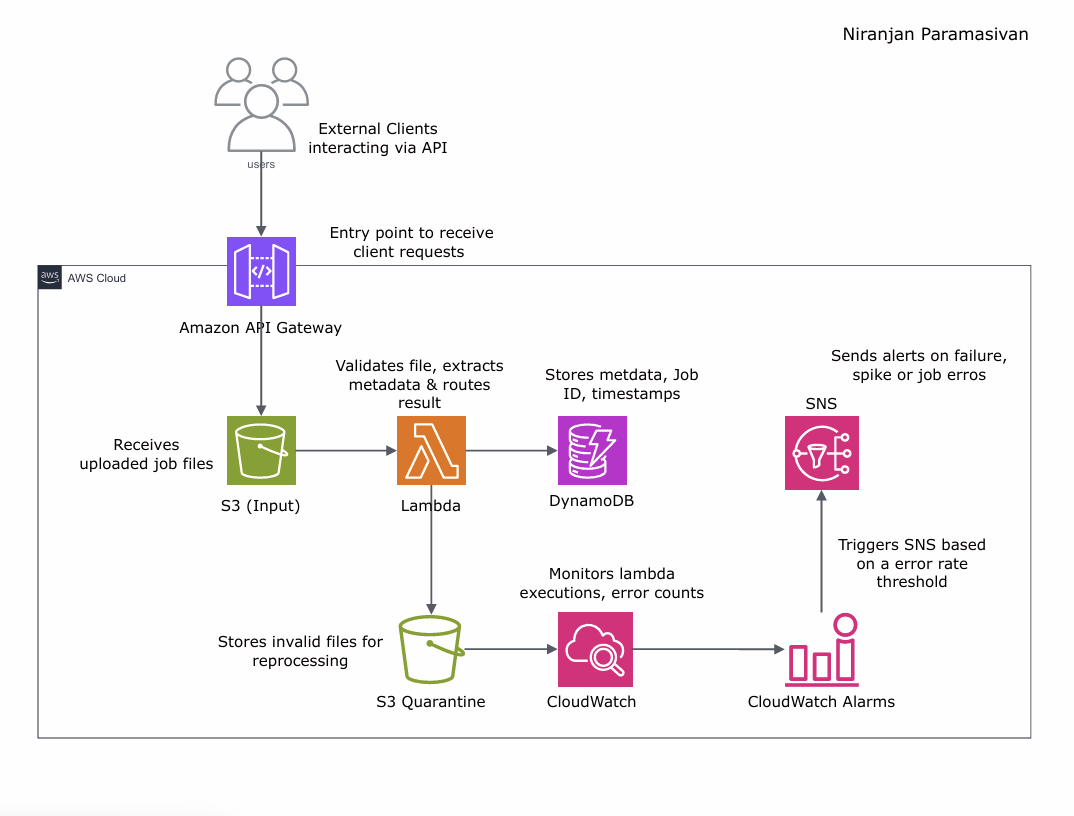 Niranjan Paramasivan
External Clients
interacting via API
users
Entry point to receive
client requests
aws
AWS Cloud
Amazon API Gateway
Validates file, extracts
metadata & routes
result
Stores metdata, Job
ID, timestamps
Sends alerts on failure,
spike or job erros
SNS
Receives
uploaded job files
S3 (Input)
Lambda
DynamoDB
Triggers SNS based
on a error rate
threshold
Monitors lambda
executions, error counts
Stores invalid files for
reprocessing
S3 Quarantine
CloudWatch
CloudWatch Alarms